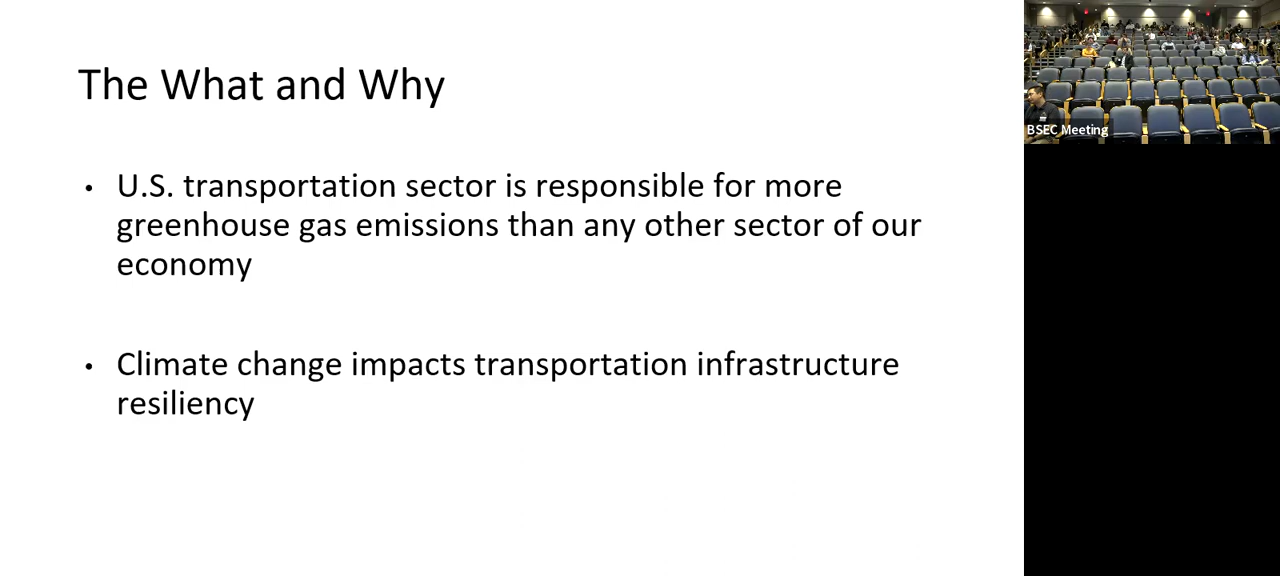 The What and Why
• U.S. transportation sector is responsible for more
greenhouse gas emissions than any other sector of our
economy
• Climate change impacts transportation infrastructure
resiliency
BSEC Meeting